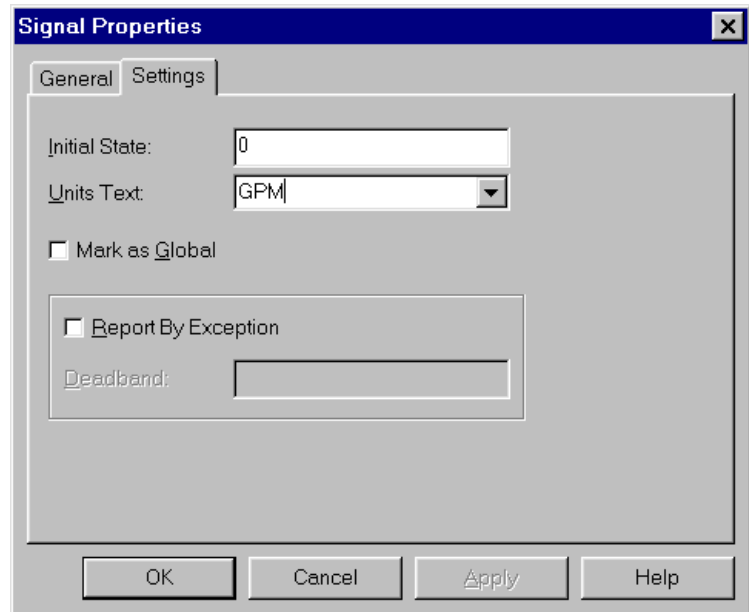 Signal Properties
General Settings
Initial State: 0
Units Text: GPM
Mark as Global
Report By Exception
Deadband:
OK Cancel Apply Help